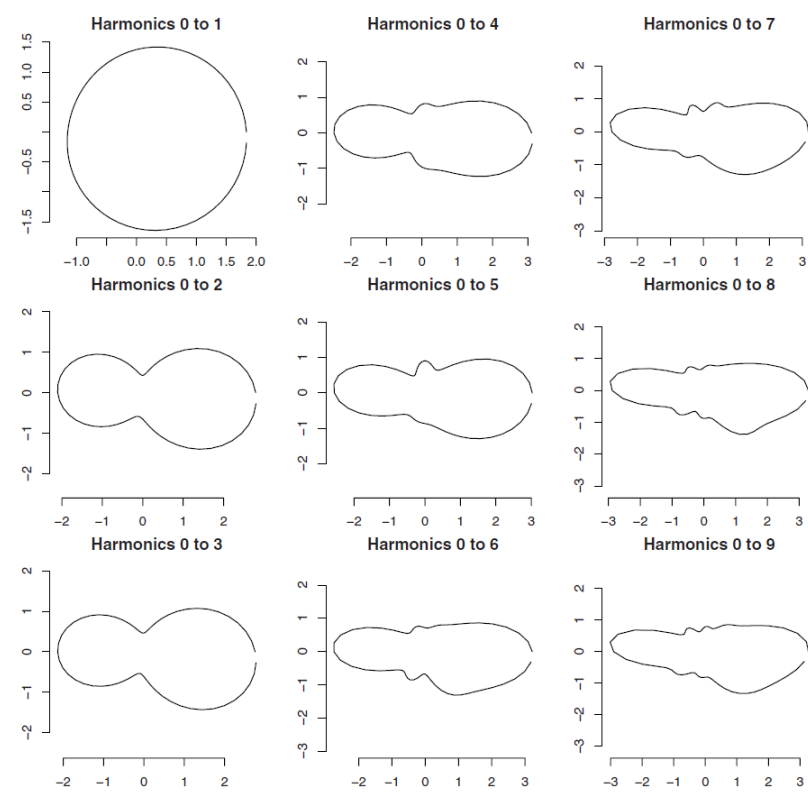 Harmonics 0 to 1
−1.5 −0.5 0.5 1.0 1.5
−1.0 0.0 0.5 1.0 1.5 2.0
Harmonics 0 to 4
−2 −1 0 1 2
−2 −1 0 1 2 3
Harmonics 0 to 7
−3 −2 −1 0 1 2
−3 −2 −1 0 1 2 3
Harmonics 0 to 2
−2 −1 0 1 2
−2 −1 0 1 2
Harmonics 0 to 5
−2 −1 0 1 2
−2 −1 0 1 2 3
Harmonics 0 to 8
−3 −2 −1 0 1 2
−3 −2 −1 0 1 2 3
Harmonics 0 to 3
−2 −1 0 1 2
−2 −1 0 1 2
Harmonics 0 to 6
−3 −2 −1 0 1 2
−2 −1 0 1 2 3
Harmonics 0 to 9
−3 −2 −1 0 1 2
−3 −2 −1 0 1 2 3